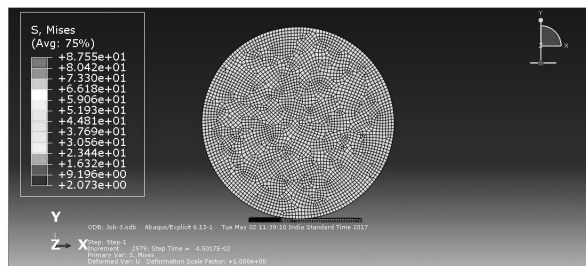 S, Mises
(Avg: 75%)
+8.755e+01
+8.042e+01
+7.330e+01
+6.618e+01
+5.906e+01
+5.193e+01
+4.481e+01
+3.769e+01
+3.056e+01
+2.344e+01
+1.632e+01
+9.196e+00
+2.073e+00
Y
Z X
Y
Z X
ODB: Job-3.odb Abaqus/Explicit 6.13-1 Tue May 02 11:39:10 India Standard Time 2017
Step: Step-1
Increment 2579: Step Time = 4.5017E-02
Primary Var: S, Mises
Deformed Var: U Deformation Scale Factor: +1.000e+00